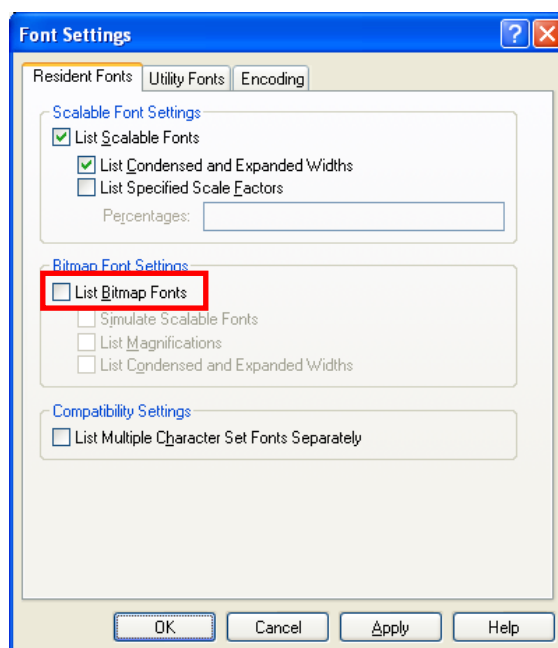 Font Settings
Resident Fonts Utility Fonts Encoding
Scalable Font Settings
List Scalable Fonts
List Condensed and Expanded Widths
List Specified Scale Factors
Percentages:
Bitmap Font Settings
List Bitmap Fonts
Simulate Scalable Fonts
List Magnifications
List Condensed and Expanded Widths
Compatibility Settings
List Multiple Character Set Fonts Separately
OK Cancel Apply Help